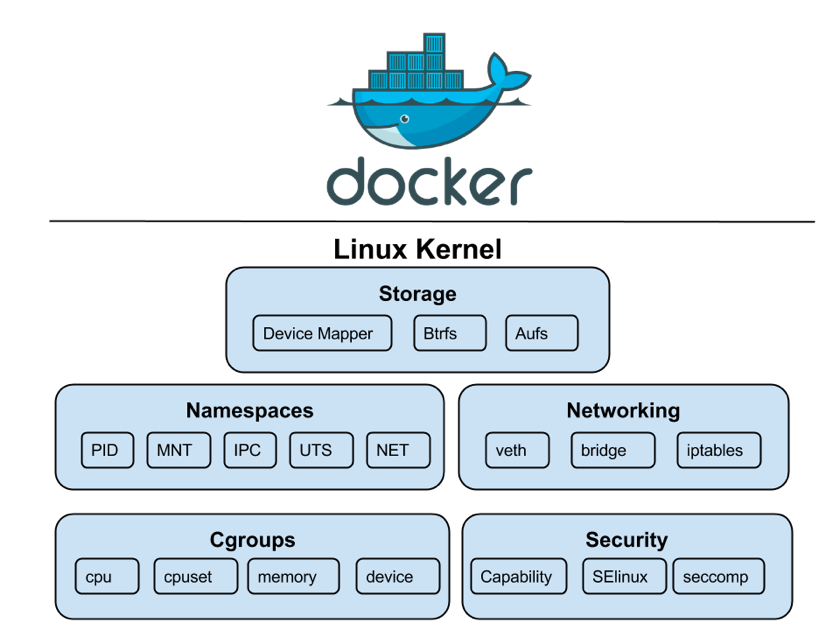 docker
Linux Kernel
Storage
Device Mapper Btrfs Aufs
Namespaces
PID MNT IPC UTS NET
Networking
veth bridge iptables
Cgroups
cpu cpuset memory device
Security
Capability SElinux seccomp